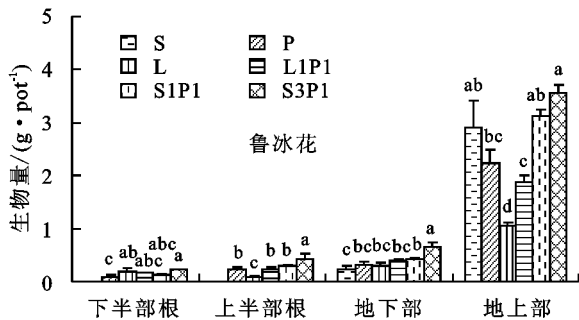 生物量/(g·pot⁻¹)
5
4
3
2
1
0
S P
L L1P1
S1P1 S3P1
鲁冰花
c ab abc abc a
b c b b a
c bc bc bc b a
ab bc d c ab a
下半部根 上半部根 地下部 地上部